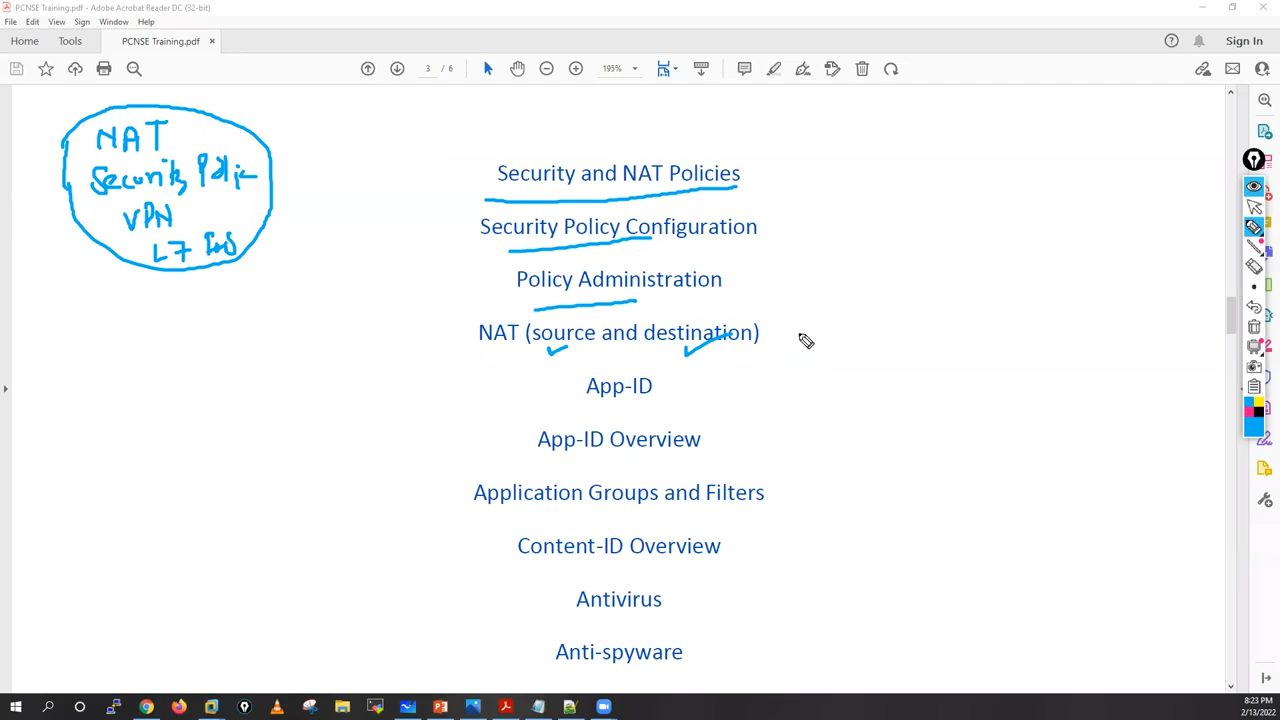 PCNSE Training.pdf - Adobe Acrobat Reader DC (32-bit)
File Edit View Sign Window Help
Home Tools PCNSE Training.pdf × Sign In
3 / 6 195%
NAT
Security Polic
VPN
L7
Security and NAT Policies
Security Policy Configuration
Policy Administration
NAT (source and destination)
App-ID
App-ID Overview
Application Groups and Filters
Content-ID Overview
Antivirus
Anti-spyware
8:23 PM
2/13/2022